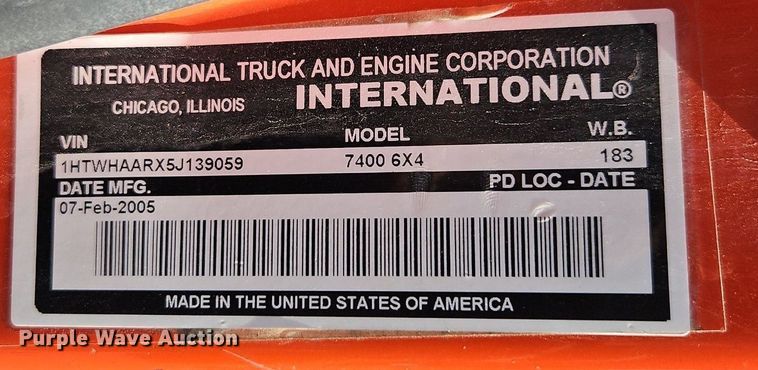 INTERNATIONAL TRUCK AND ENGINE CORPORATION
CHICAGO, ILLINOIS INTERNATIONAL®
VIN MODEL W.B.
1HTWHAARX5J139059 7400 6X4 183
DATE MFG. PD LOC - DATE
07-Feb-2005
MADE IN THE UNITED STATES OF AMERICA
Purple Wave Auction